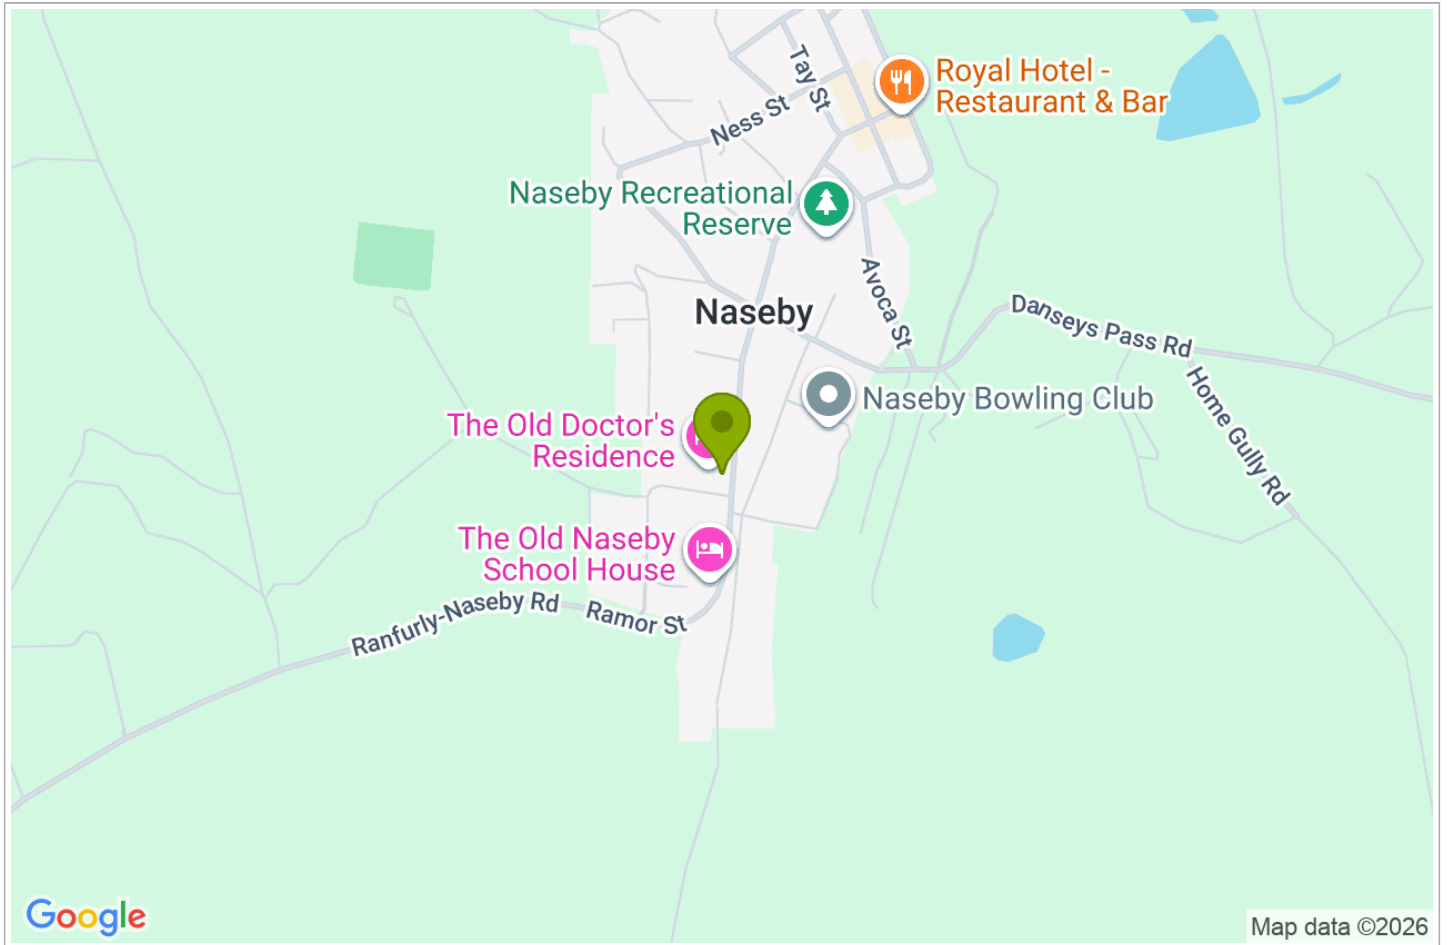 Royal Hotel -
Restaurant & Bar
Tay St
Ness St
Naseby Recreational
Reserve
Avoca St
Naseby
Danseys Pass Rd
Home Gully Rd
Naseby Bowling Club
The Old Doctor's
Residence
The Old Naseby
School House
Ranfurly-Naseby Rd
Ramor St
Google
Map data ©2026